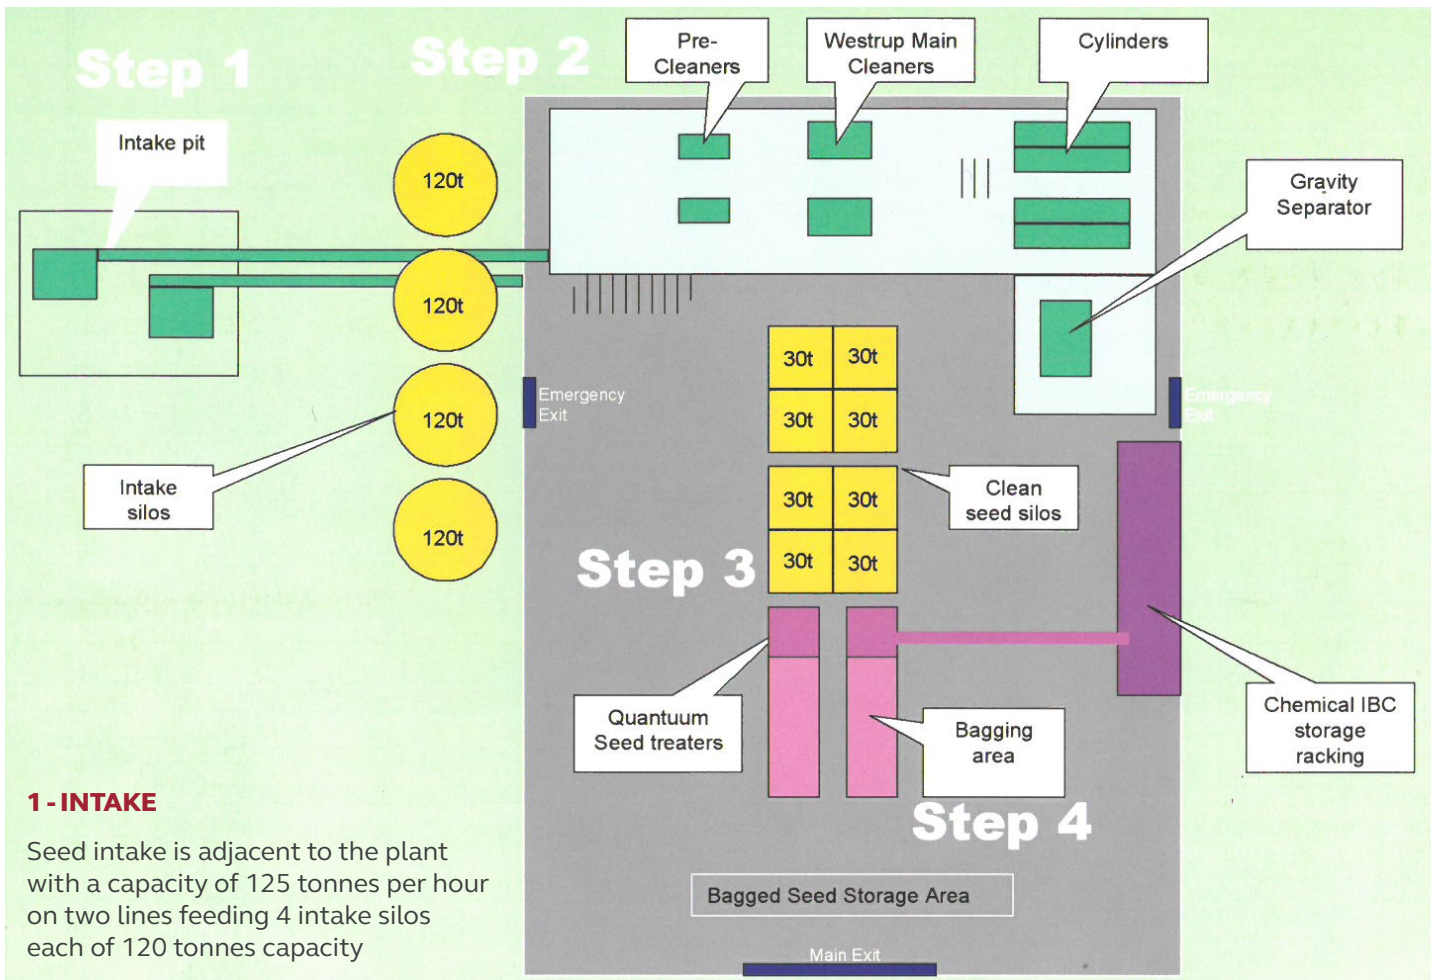 Step 1
Step 2
Pre-
Cleaners
Westrup Main
Cleaners
Cylinders
Intake pit
120t
Gravity
Separator
120t
30t
30t
Emergency
Exit
Emergency
Exit
120t
30t
30t
Intake
silos
Clean
seed silos
30t
30t
120t
Step 3
30t
30t
Quantuum
Seed treaters
Bagging
area
Chemical IBC
storage
racking
1 - INTAKE
Step 4
Seed intake is adjacent to the plant
with a capacity of 125 tonnes per hour
on two lines feeding 4 intake silos
each of 120 tonnes capacity
Bagged Seed Storage Area
Main Exit